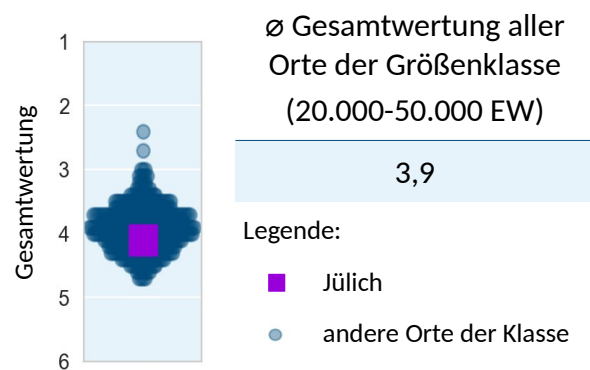 Gesamtwertung
1
2
3
4
5
6
⌀ Gesamtwertung aller
Orte der Größenklasse
(20.000-50.000 EW)
3,9
Legende:
Jülich
andere Orte der Klasse